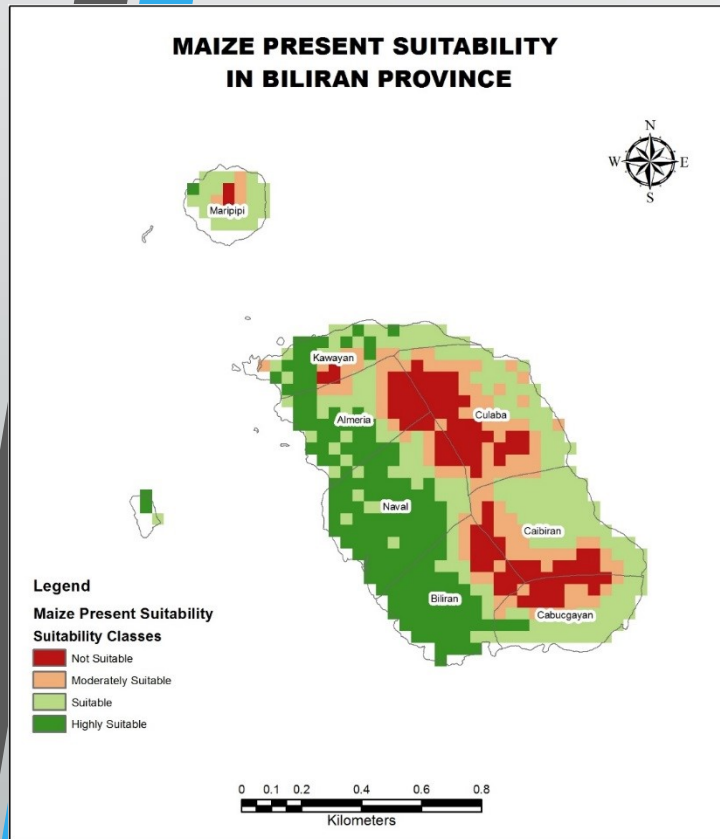 MAIZE PRESENT SUITABILITY
IN BILIRAN PROVINCE
N
W E
S
Maripipi
Kawayan
Almeria
Culaba
Naval
Caibiran
Biliran
Cabucgayan
Legend
Maize Present Suitability
Suitability Classes
Not Suitable
Moderately Suitable
Suitable
Highly Suitable
0 0.1 0.2 0.4 0.6 0.8
Kilometers